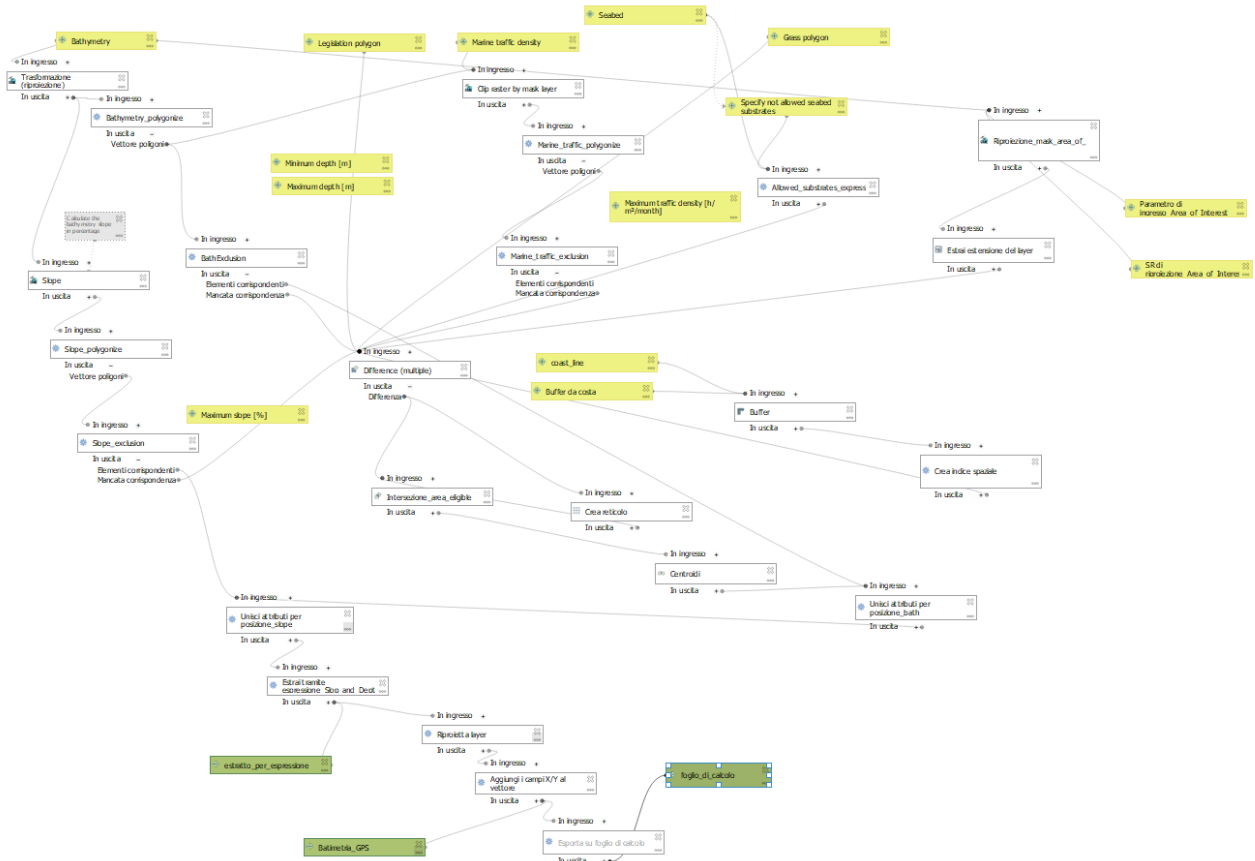 Seabed
Bathymetry
Legislation polygon
Marine traffic density
Grass polygon
In ingresso +
Trasformazione
(riproiezione)
In uscita
In ingresso +
Clip raster by mask layer
In uscita
In ingresso +
Bathymetry_polygonize
In uscita –
Vettore poligoni
Specify not allowed seabed
substrates
In ingresso +
Riproiezione_mask_area_of_
In uscita
In ingresso +
Marine_traffic_polygonize
In uscita –
Vettore poligoni
Minimum depth [m]
Maximum depth [m]
In ingresso +
Allowed_substrates_express
In uscita
Maximum traffic density [h/
m²/month]
Parametro di
ingresso Area_of_Interest
Calculate the
bathymetry slope
in percentage
In ingresso +
BathExclusion
In uscita –
Elementi corrispondenti
Mancata corrispondenza
In ingresso +
Marine_traffic_exclusion
In uscita –
Elementi corrispondenti
Mancata corrispondenza
In ingresso +
Estrai estensione del layer
In uscita
SR di
riproiezione Area_of_Intere
In ingresso +
Slope
In uscita
In ingresso +
Slope_polygonize
In uscita –
Vettore poligoni
In ingresso +
Difference (multiple)
In uscita –
Differenza
coast_line
Buffer da costa
In ingresso +
Buffer
In uscita
Maximum slope [%]
In ingresso +
Slope_exclusion
In uscita –
Elementi corrispondenti
Mancata corrispondenza
In ingresso +
Crea indice spaziale
In uscita
In ingresso +
Intersezione_area_eligible
In uscita
In ingresso +
Crea reticolo
In uscita
In ingresso +
Centroidi
In uscita
In ingresso +
Unisci attributi per
posizione_bath
In uscita
In ingresso +
Unisci attributi per
posizione_slope
In uscita
In ingresso +
Estrai tramite
espressione_Slop_and_Dept
In uscita
In ingresso +
Riproietta layer
In uscita
estratto_per_espressione
In ingresso +
Aggiungi i campi X/Y al
vettore
In uscita
foglio_di_calcolo
In ingresso +
Esporta su foglio di calcolo
In uscita
Batimetria_GPS